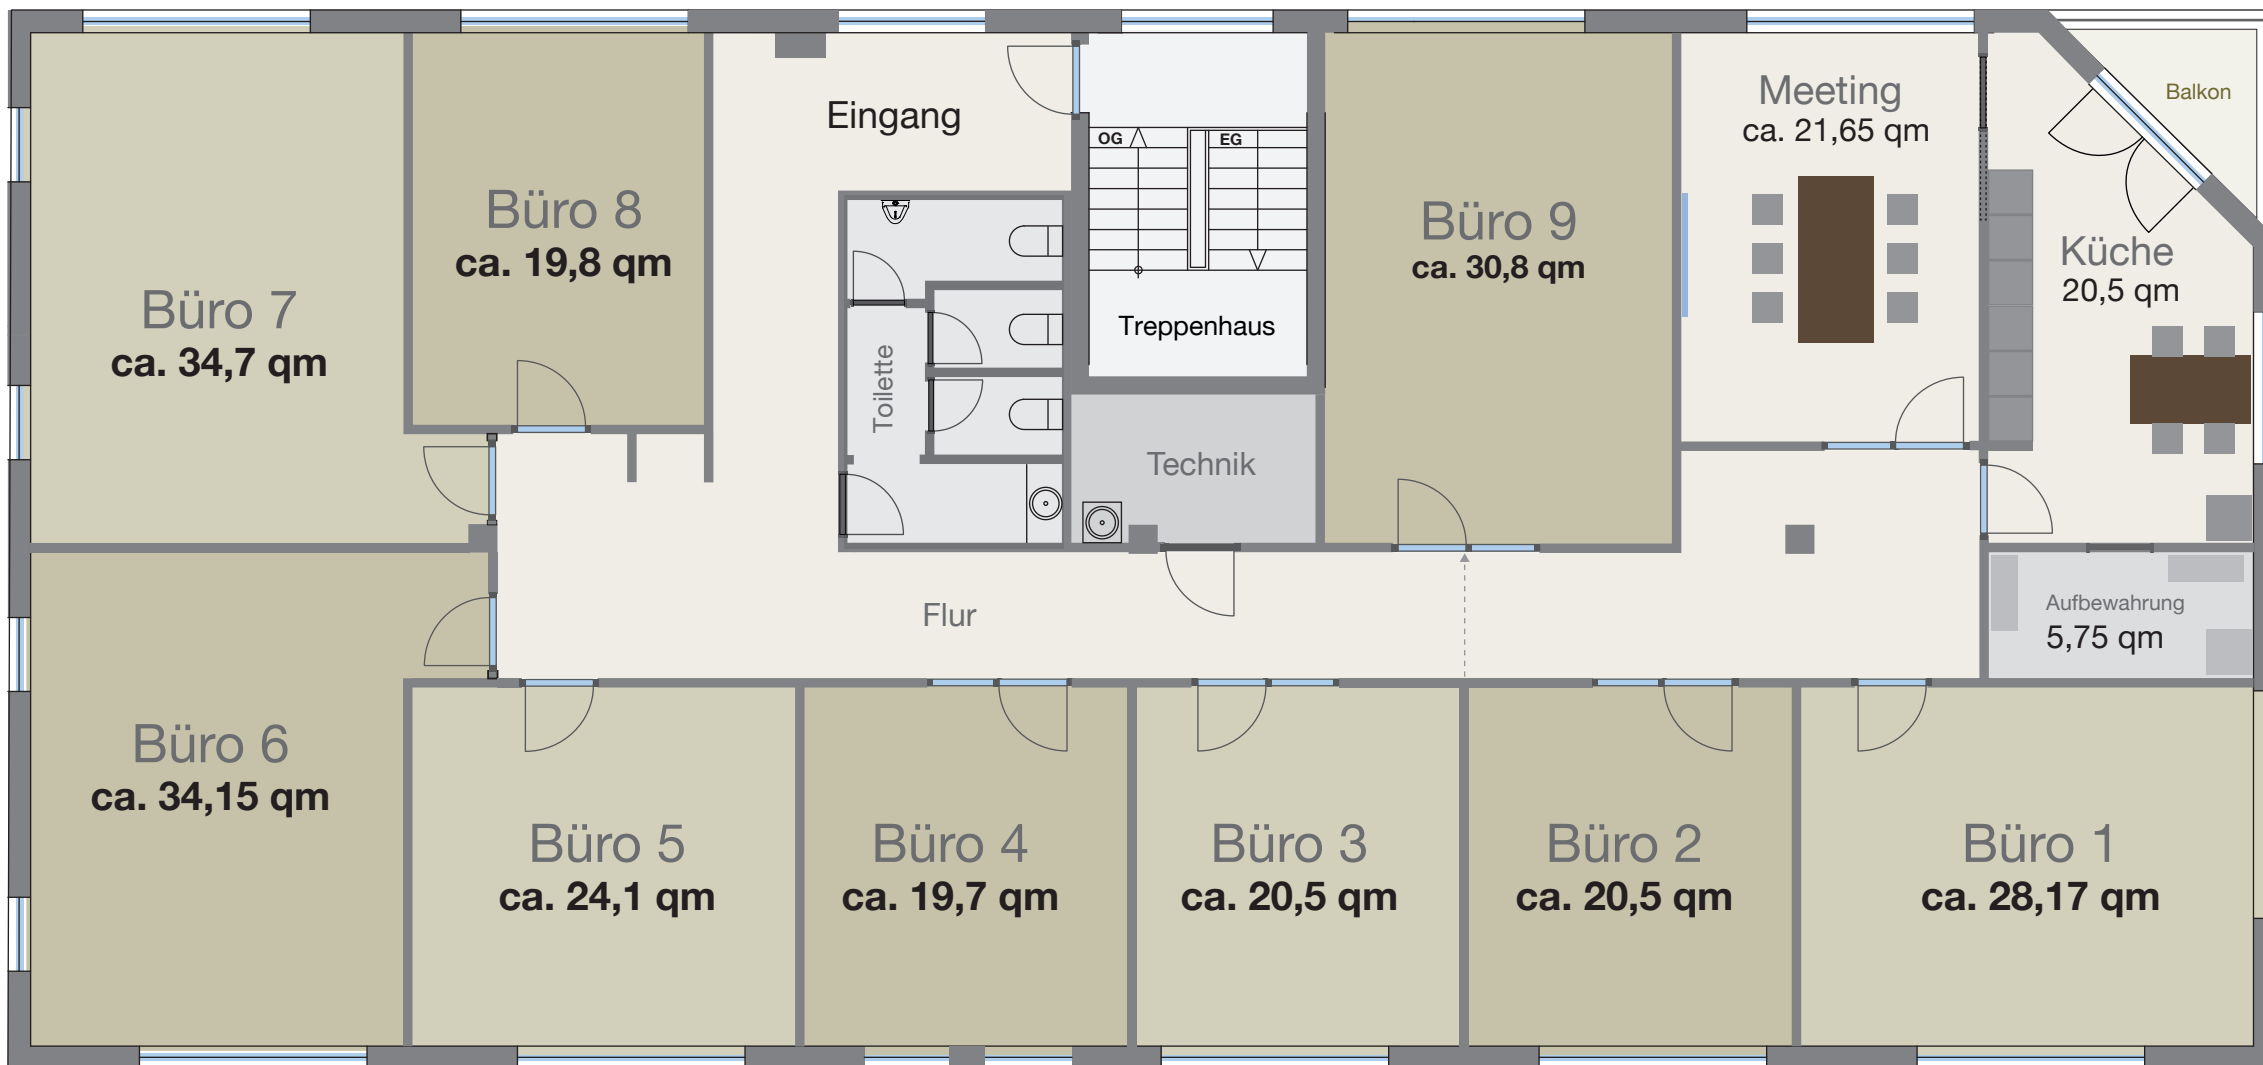 Eingang
OG
EG
Meeting
ca. 21,65 qm
Balkon
Büro 8
ca. 19,8 qm
Büro 9
ca. 30,8 qm
Küche
20,5 qm
Büro 7
ca. 34,7 qm
Treppenhaus
Toilette
Technik
Flur
Aufbewahrung
5,75 qm
Büro 6
ca. 34,15 qm
Büro 5
ca. 24,1 qm
Büro 4
ca. 19,7 qm
Büro 3
ca. 20,5 qm
Büro 2
ca. 20,5 qm
Büro 1
ca. 28,17 qm